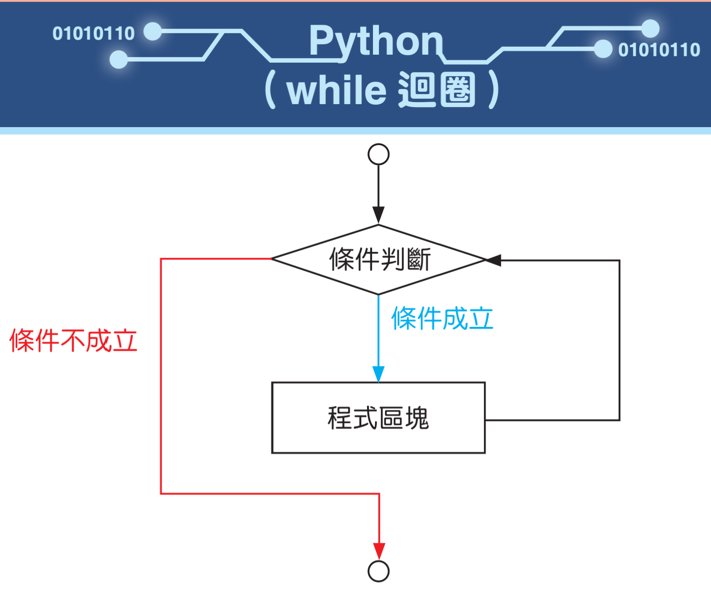 01010110
Python
01010110
（while 迴圈）
條件判斷
條件成立
條件不成立
程式區塊